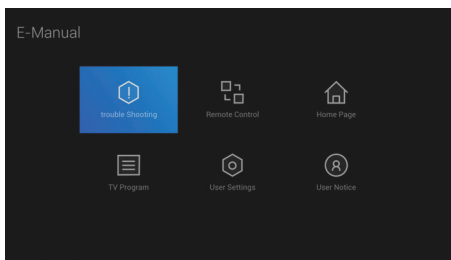 E-Manual
trouble Shooting
Remote Control
Home Page
TV Program
User Settings
User Notice